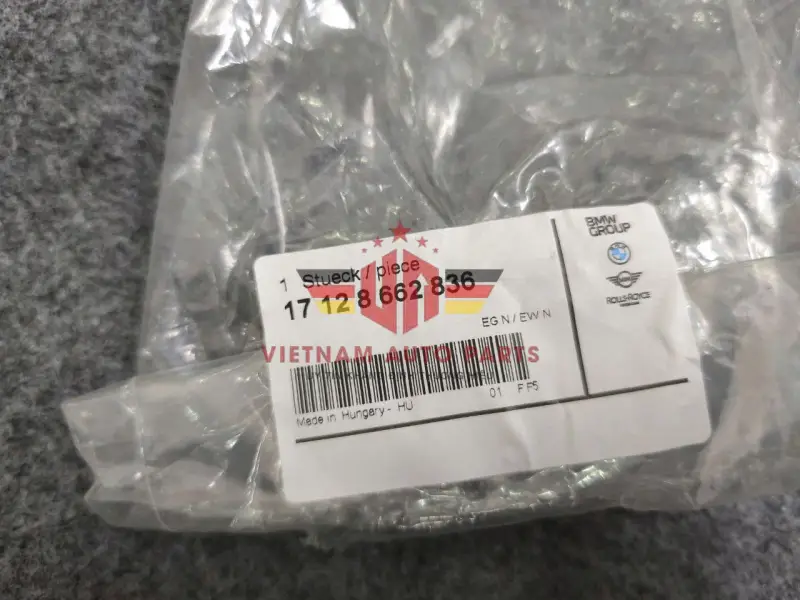 1 Stueck / piece
17 12 8 662 836
EG N / EW N
01 F F5
Made in Hungary - HU
BMW
GROUP
ROLLS-ROYCE
VIETNAM AUTO PARTS